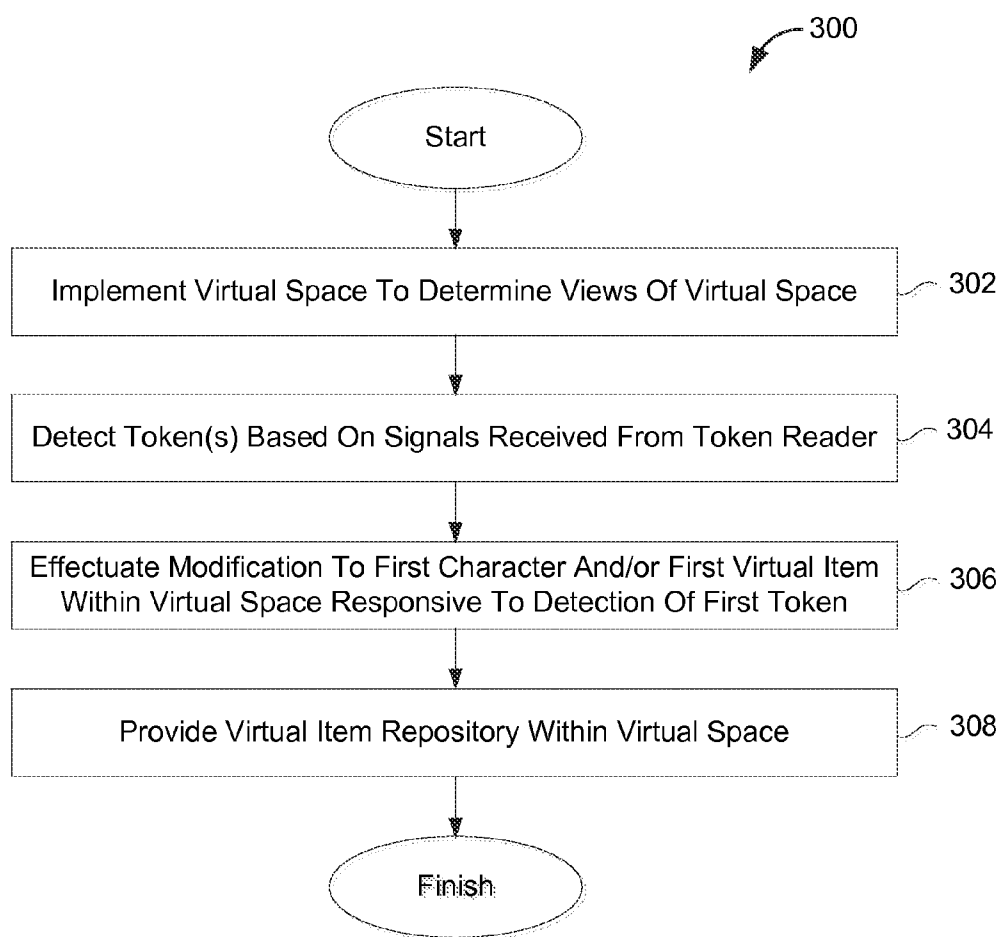 300
Start
Implement Virtual Space To Determine Views Of Virtual Space
302
Detect Token(s) Based On Signals Received From Token Reader
304
Effectuate Modification To First Character And/or First Virtual Item
Within Virtual Space Responsive To Detection Of First Token
306
Provide Virtual Item Repository Within Virtual Space
308
Finish